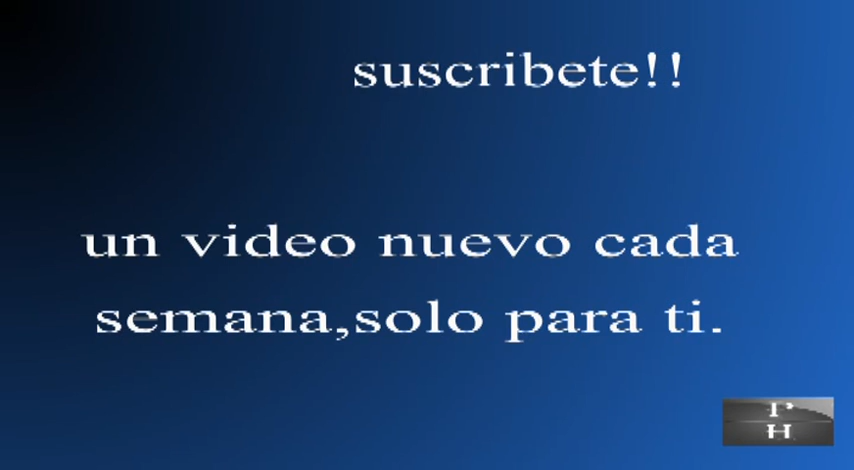 suscribete!!
un video nuevo cada
semana,solo para ti.
P
H